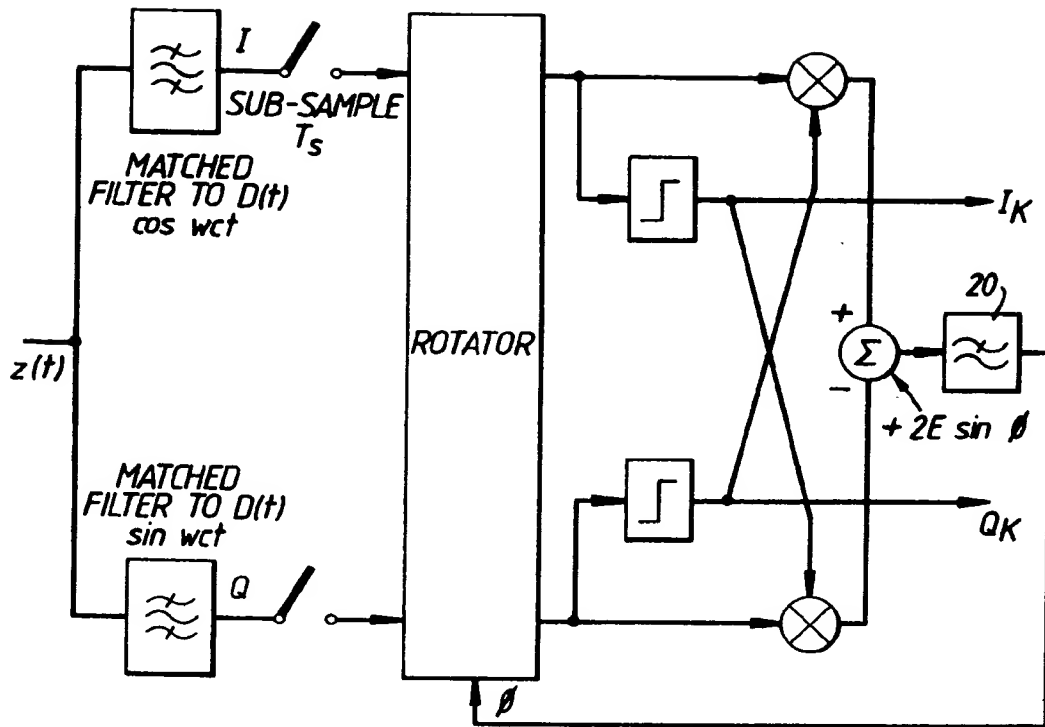 I
SUB-SAMPLE
Ts
MATCHED
FILTER TO D(t)
cos wct
z(t)
ROTATOR
IK
20
+
Σ
-
+ 2E sin ø
MATCHED
FILTER TO D(t)
sin wct
QK
Q
ø